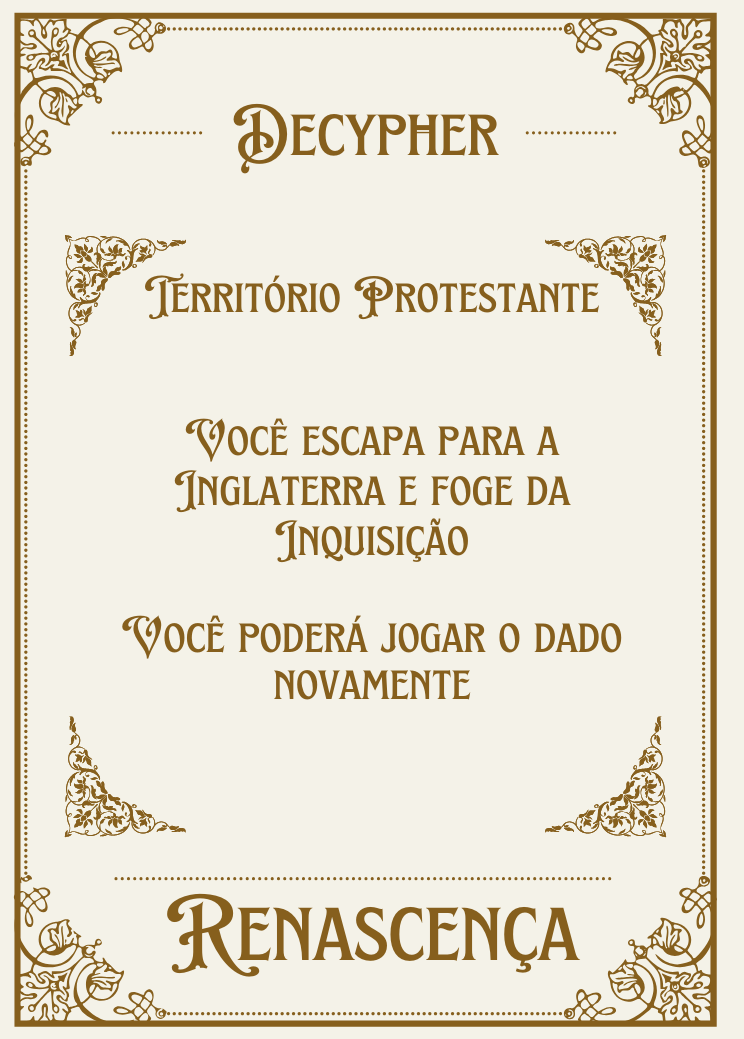 Decypher
Território Protestante
Você escapa para a
Inglaterra e foge da
Inquisição
Você poderá jogar o dado
novamente
Renascença